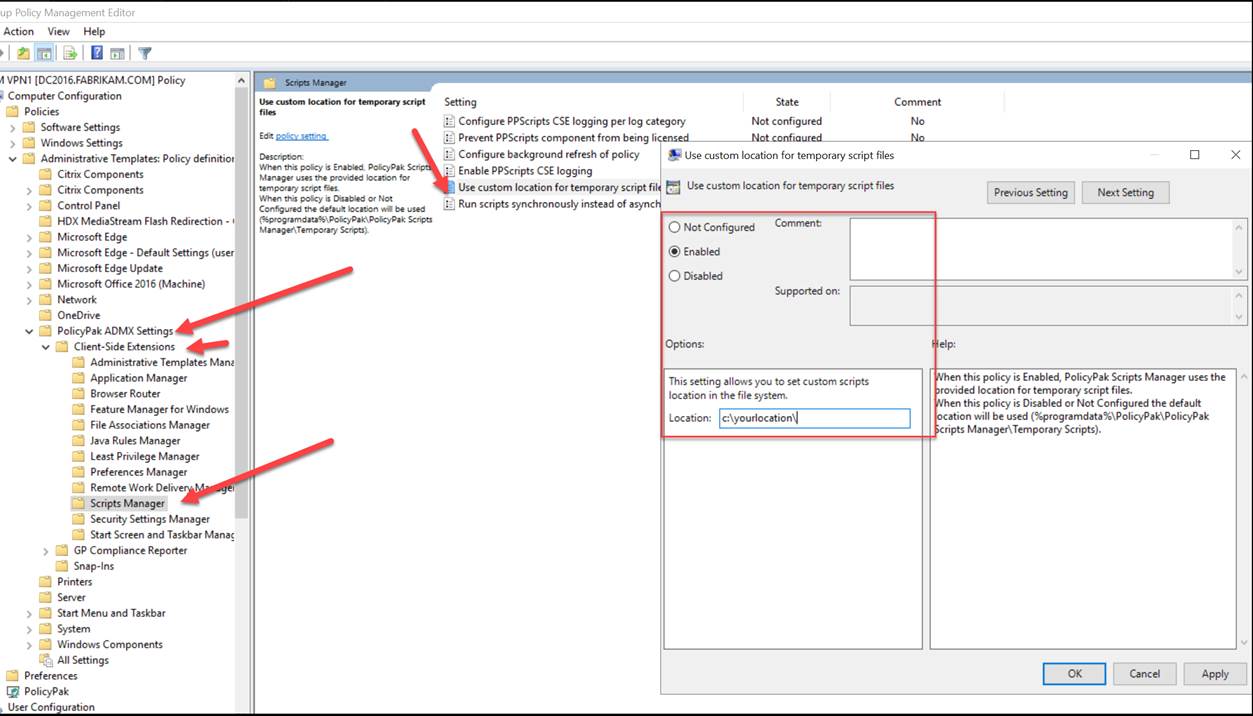 up Policy Management Editor
Action View Help
M VPN1 [DC2016.FABRIKAM.COM] Policy
Computer Configuration
Policies
Software Settings
Windows Settings
Administrative Templates: Policy definition
Citrix Components
Citrix Components
Control Panel
HDX MediaStream Flash Redirection -
Microsoft Edge
Microsoft Edge - Default Settings (user
Microsoft Edge Update
Microsoft Office 2016 (Machine)
Network
OneDrive
PolicyPak ADMX Settings
Client-Side Extensions
Administrative Templates Mana
Application Manager
Browser Router
Feature Manager for Windows
File Associations Manager
Java Rules Manager
Least Privilege Manager
Preferences Manager
Remote Work Delivery Manager
Scripts Manager
Security Settings Manager
Start Screen and Taskbar Manag
GP Compliance Reporter
Snap-Ins
Printers
Server
Start Menu and Taskbar
System
Windows Components
All Settings
Preferences
PolicyPak
User Configuration
Scripts Manager
Use custom location for temporary script
files
Edit policy setting
Description:
When this policy is Enabled, PolicyPak Scripts
Manager uses the provided location for
temporary script files.
When this policy is Disabled or Not
Configured the default location will be used
(%programdata%\PolicyPak\PolicyPak Scripts
Manager\Temporary Scripts).
Setting State Comment
Configure PPScripts CSE logging per log category Not configured No
Prevent PPScripts component from being licensed Not configured No
Configure background refresh of policy
Enable PPScripts CSE logging
Use custom location for temporary script file
Run scripts synchronously instead of asynch
Use custom location for temporary script files
Use custom location for temporary script files
Previous Setting Next Setting
Not Configured Comment:
Enabled
Disabled
Supported on:
Options: Help:
This setting allows you to set custom scripts
location in the file system.
Location: c:\yourlocation\
When this policy is Enabled, PolicyPak Scripts Manager uses the
provided location for temporary script files.
When this policy is Disabled or Not Configured the default
location will be used (%programdata%\PolicyPak\PolicyPak
Scripts Manager\Temporary Scripts).
OK Cancel Apply